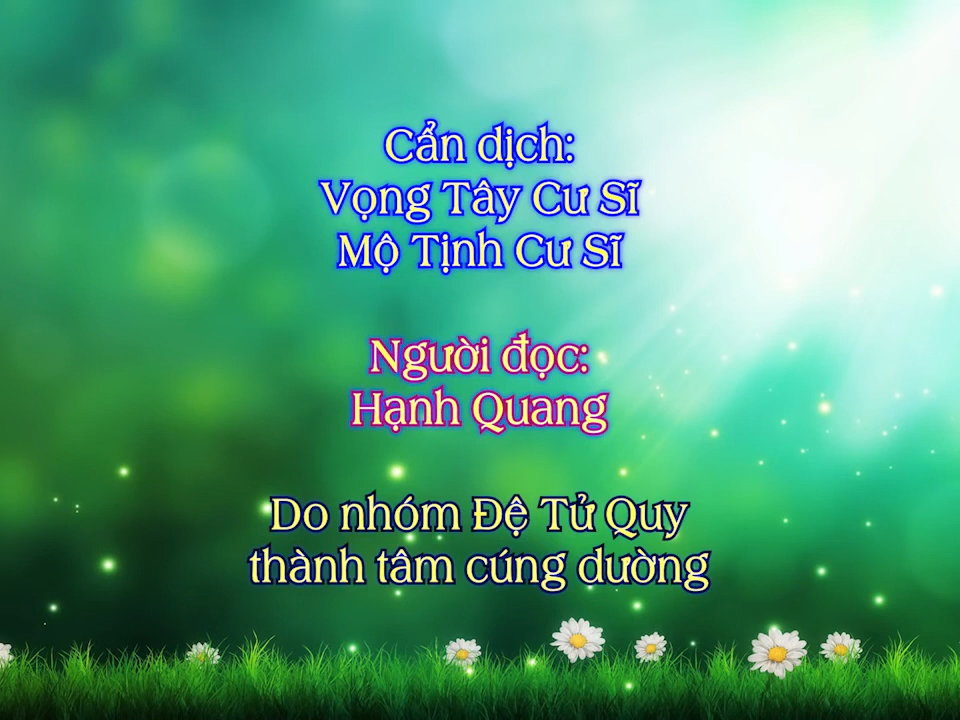 Cẩn dịch:
Vọng Tây Cư Sĩ
Mộ Tịnh Cư Sĩ
Người đọc:
Hạnh Quang
Do nhóm Đệ Tử Quy
thành tâm cúng dường